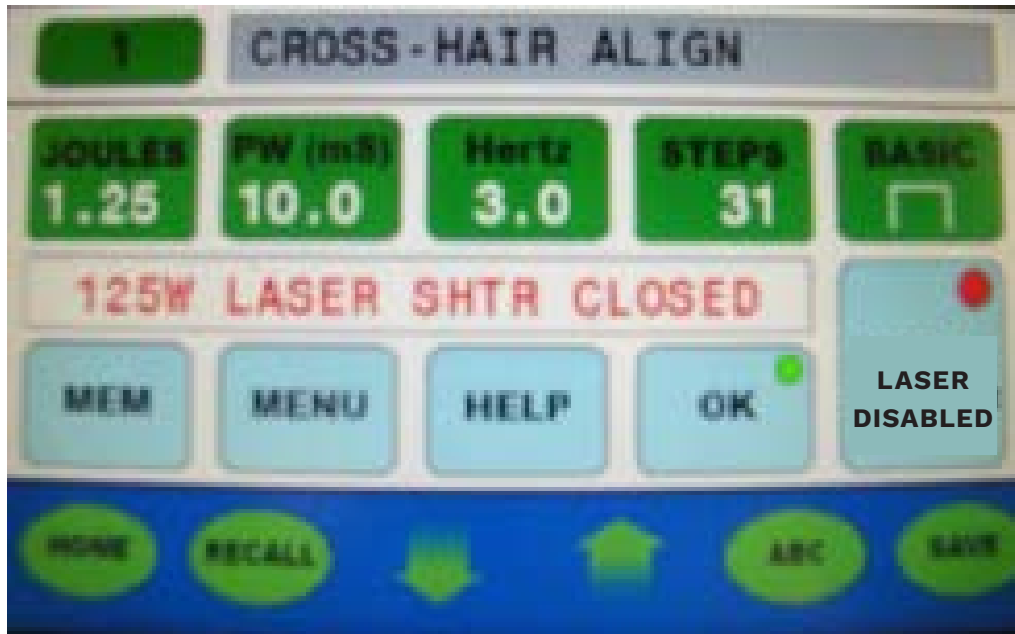 1
CROSS-HAIR ALIGN
JOULES
1.25
PW (mS)
10.0
Hertz
3.0
STEPS
31
BASIC
125W LASER SHTR CLOSED
MEM
MENU
HELP
OK
LASER
DISABLED
HOME
RECALL
ABC
SAVE